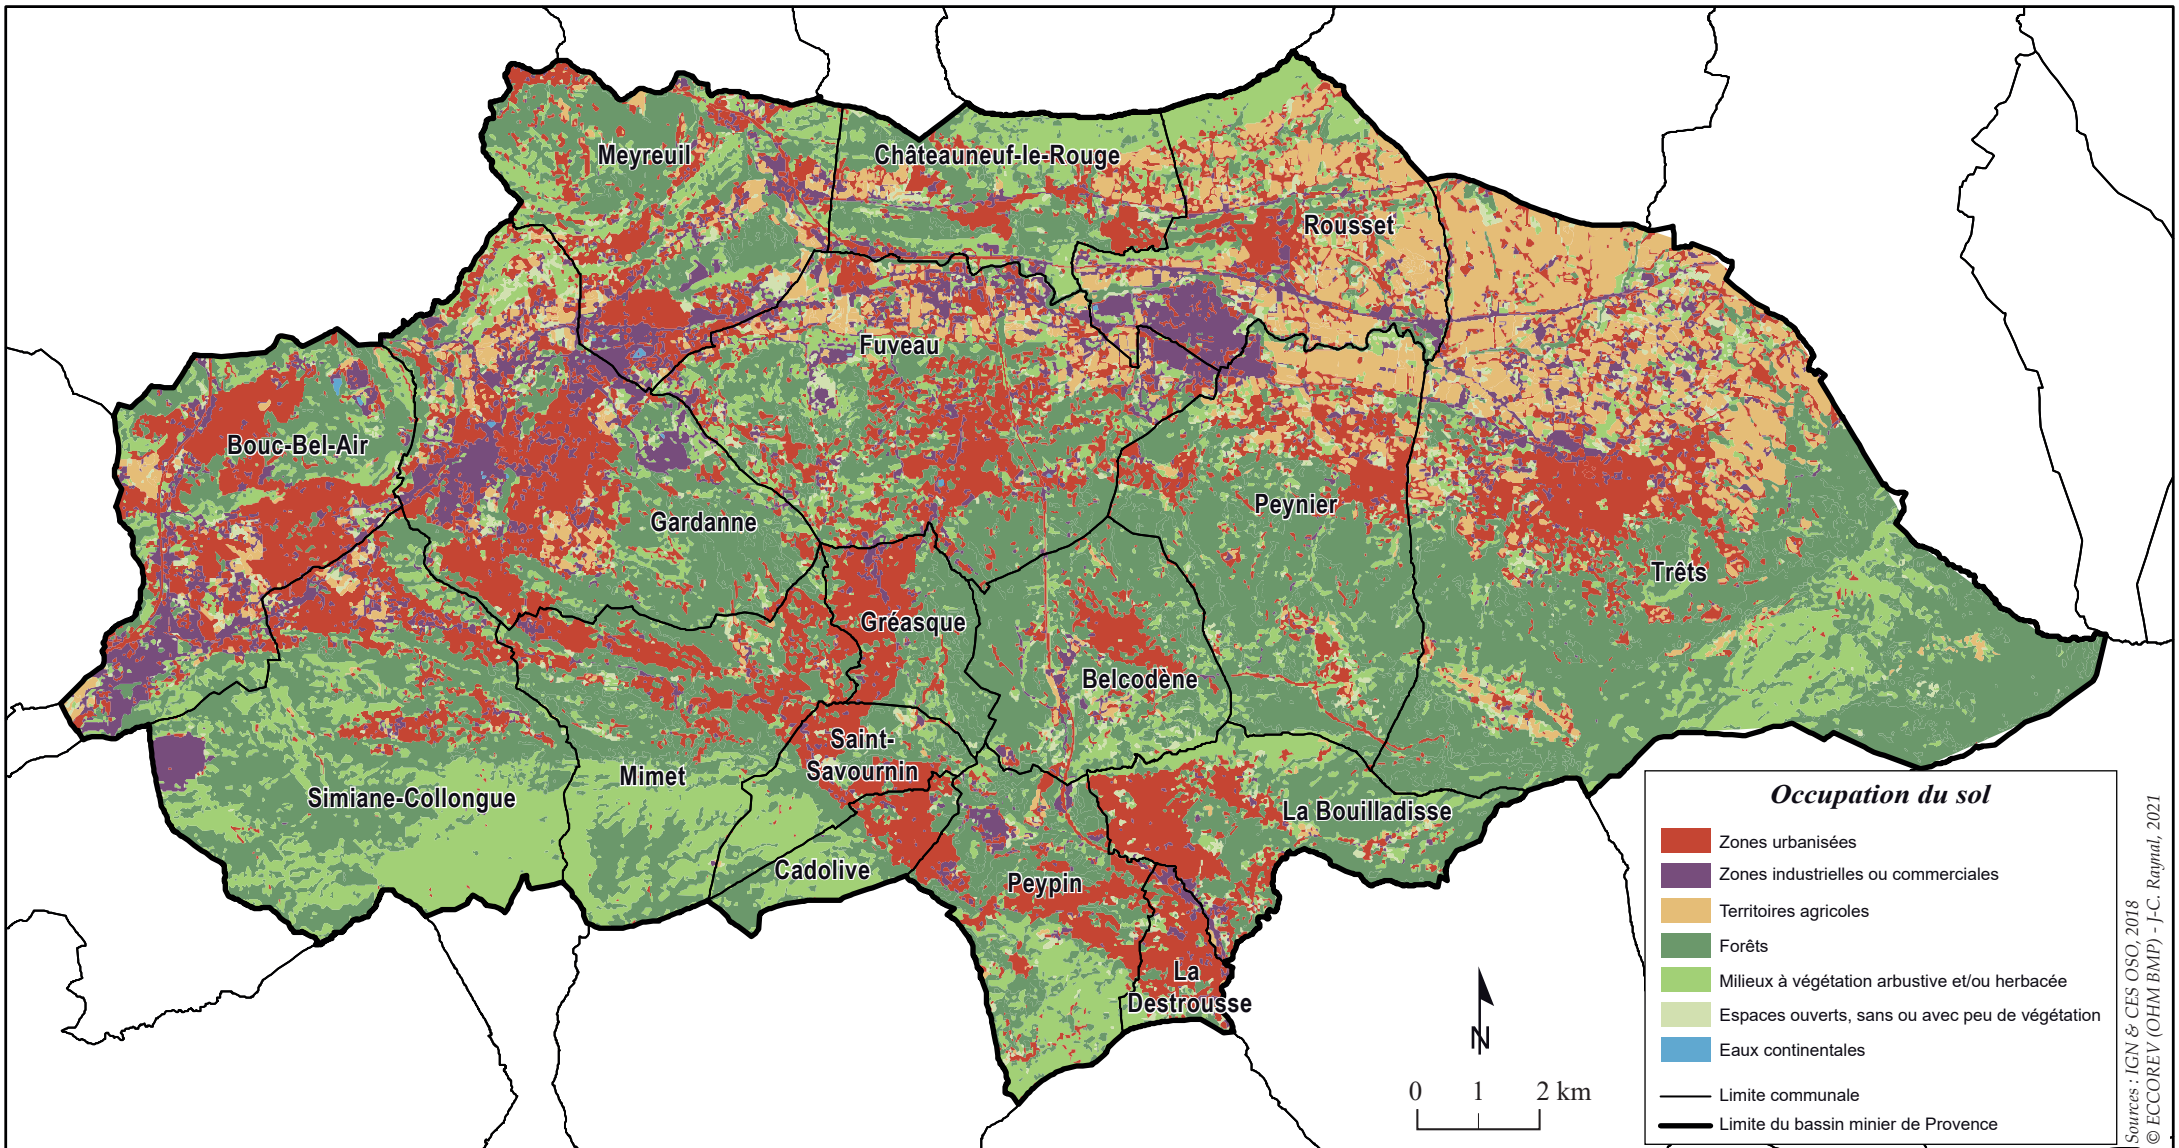 Meyreuil
Châteauneuf-le-Rouge
Rousset
Fuveau
Bouc-Bel-Air
Gardanne
Peynier
Trêts
Gréasque
Belcodène
Saint-
Savournin
Mimet
Simiane-Collongue
La Bouilladisse
Cadolive
Peypin
La
Destrousse
N
0 1 2 km
Occupation du sol
Zones urbanisées
Zones industrielles ou commerciales
Territoires agricoles
Forêts
Milieux à végétation arbustive et/ou herbacée
Espaces ouverts, sans ou avec peu de végétation
Eaux continentales
Limite communale
Limite du bassin minier de Provence
Sources : IGN & CES OSO, 2018
© ECCOREV (OHM BMP) - J-C. Raynal, 2021